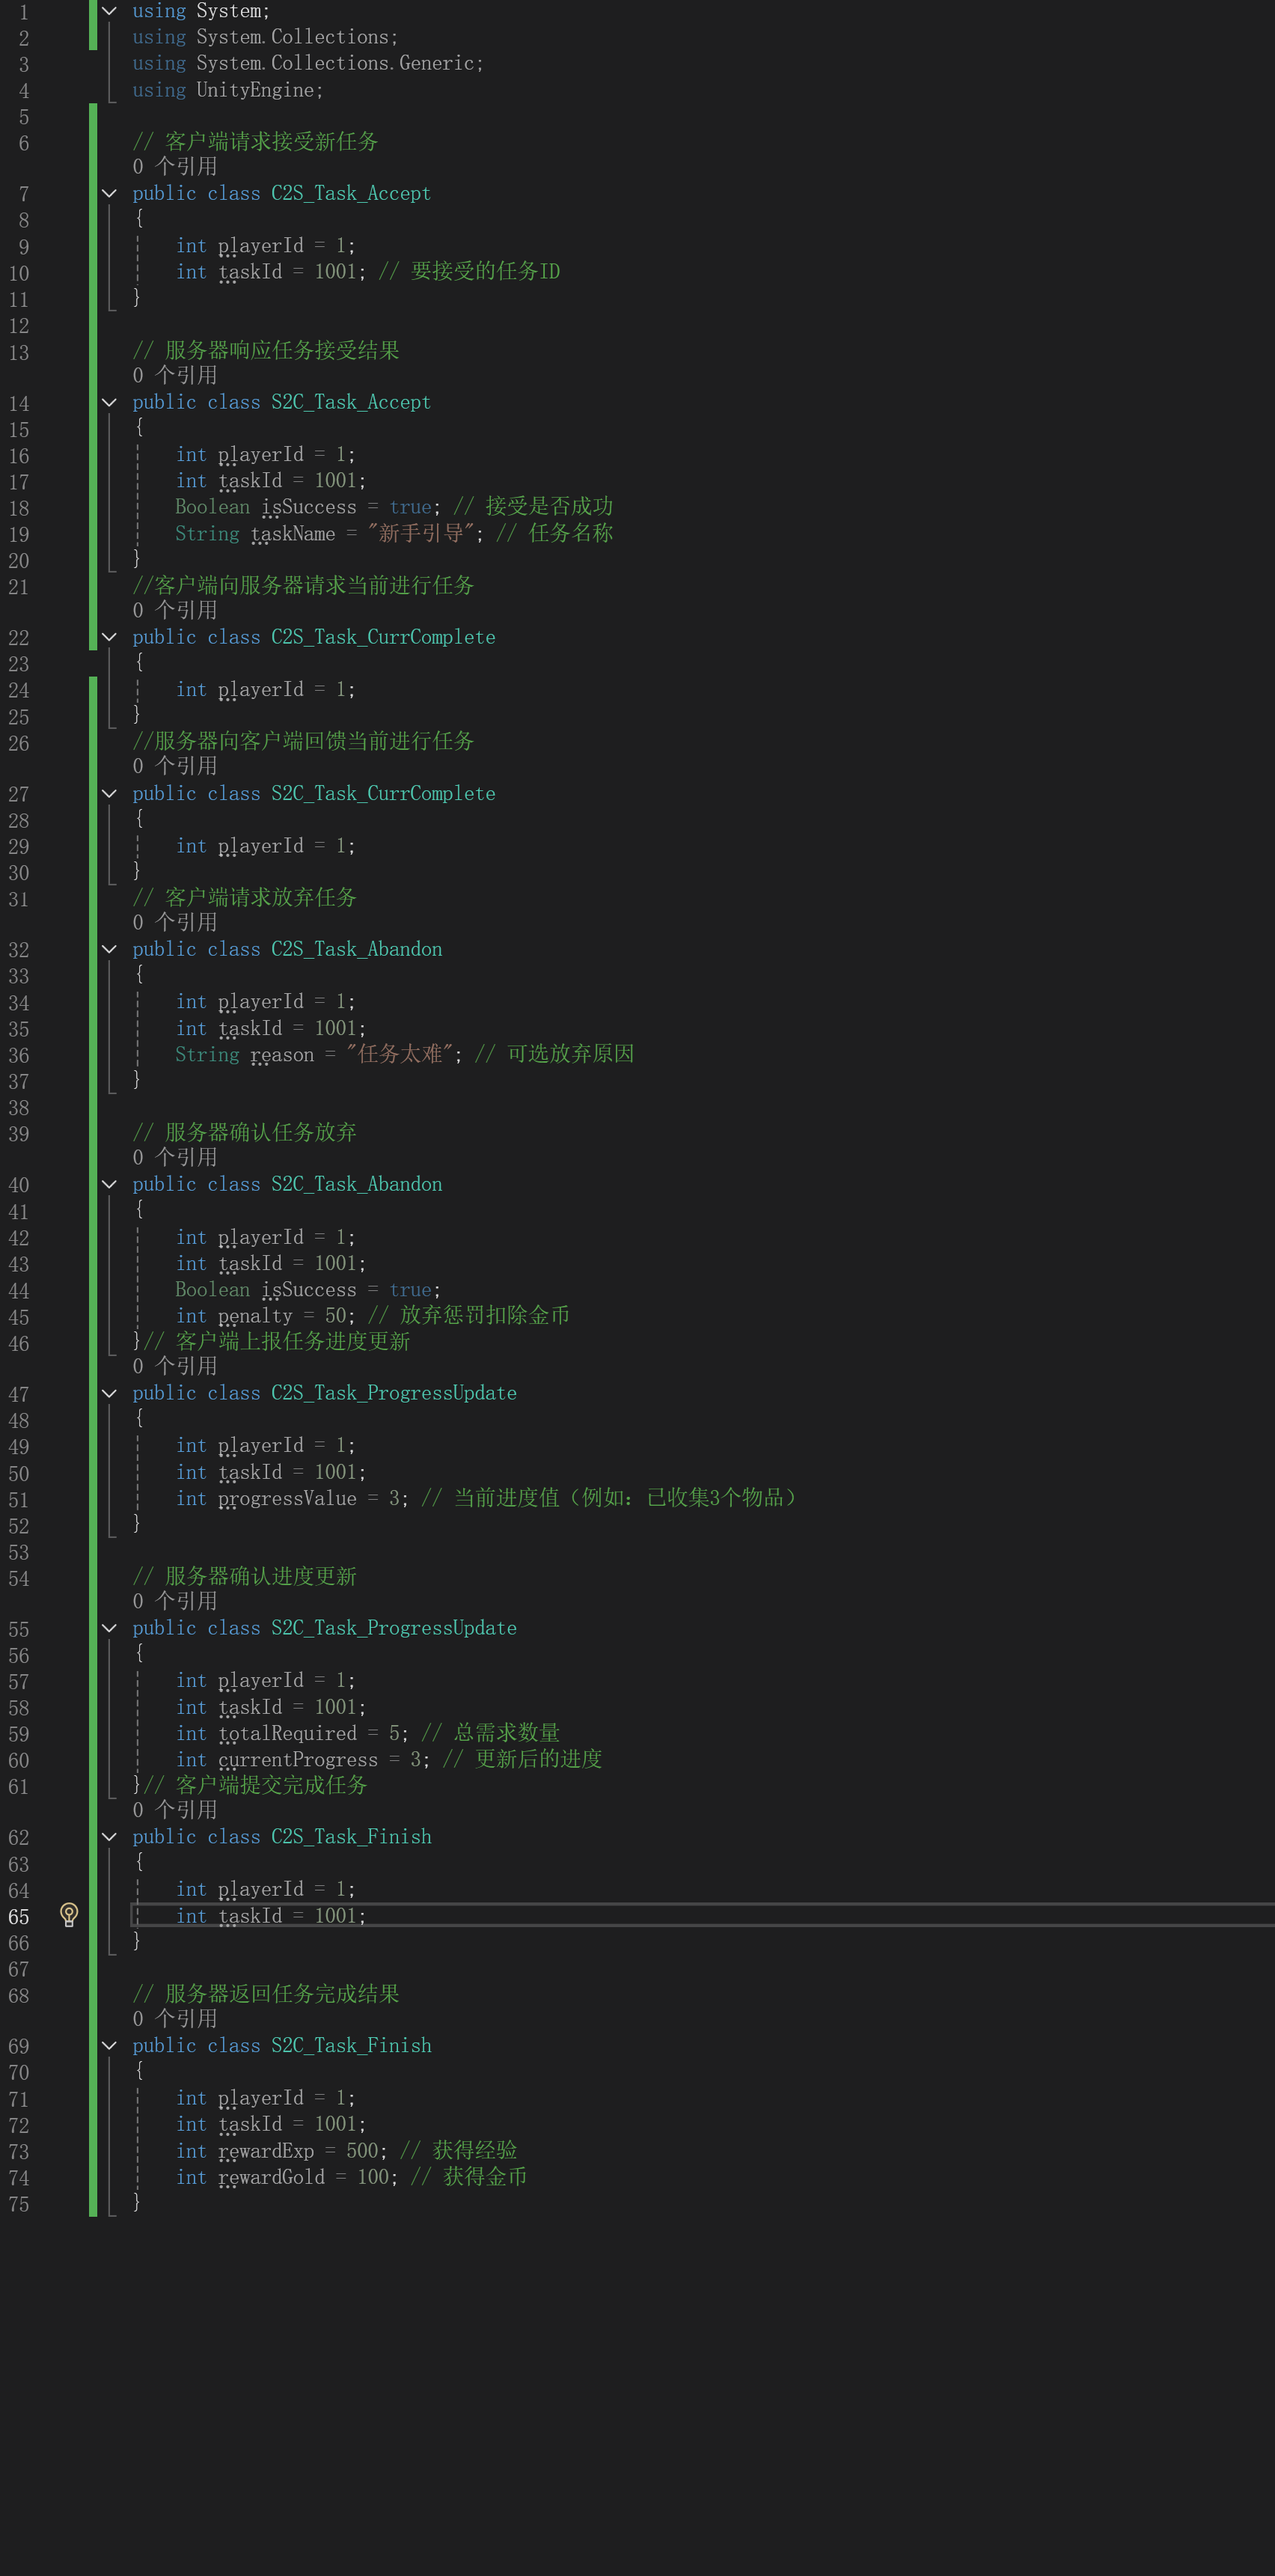 1 using System;
2 using System.Collections;
3 using System.Collections.Generic;
4 using UnityEngine;
5
6 // 客户端请求接受新任务
0 个引用
7 public class C2S_Task_Accept
8 {
9 int playerId = 1;
10 int taskId = 1001; // 要接受的任务ID
11 }
12
13 // 服务器响应任务接受结果
0 个引用
14 public class S2C_Task_Accept
15 {
16 int playerId = 1;
17 int taskId = 1001;
18 Boolean isSuccess = true; // 接受是否成功
19 String taskName = "新手引导"; // 任务名称
20 }
21 //客户端向服务器请求当前进行任务
0 个引用
22 public class C2S_Task_CurrComplete
23 {
24 int playerId = 1;
25 }
26 //服务器向客户端回馈当前进行任务
0 个引用
27 public class S2C_Task_CurrComplete
28 {
29 int playerId = 1;
30 }
31 // 客户端请求放弃任务
0 个引用
32 public class C2S_Task_Abandon
33 {
34 int playerId = 1;
35 int taskId = 1001;
36 String reason = "任务太难"; // 可选放弃原因
37 }
38
39 // 服务器确认任务放弃
0 个引用
40 public class S2C_Task_Abandon
41 {
42 int playerId = 1;
43 int taskId = 1001;
44 Boolean isSuccess = true;
45 int penalty = 50; // 放弃惩罚扣除金币
46 }// 客户端上报任务进度更新
0 个引用
47 public class C2S_Task_ProgressUpdate
48 {
49 int playerId = 1;
50 int taskId = 1001;
51 int progressValue = 3; // 当前进度值（例如：已收集3个物品）
52 }
53
54 // 服务器确认进度更新
0 个引用
55 public class S2C_Task_ProgressUpdate
56 {
57 int playerId = 1;
58 int taskId = 1001;
59 int totalRequired = 5; // 总需求数量
60 int currentProgress = 3; // 更新后的进度
61 }// 客户端提交完成任务
0 个引用
62 public class C2S_Task_Finish
63 {
64 int playerId = 1;
65 int taskId = 1001;
66 }
67
68 // 服务器返回任务完成结果
0 个引用
69 public class S2C_Task_Finish
70 {
71 int playerId = 1;
72 int taskId = 1001;
73 int rewardExp = 500; // 获得经验
74 int rewardGold = 100; // 获得金币
75 }